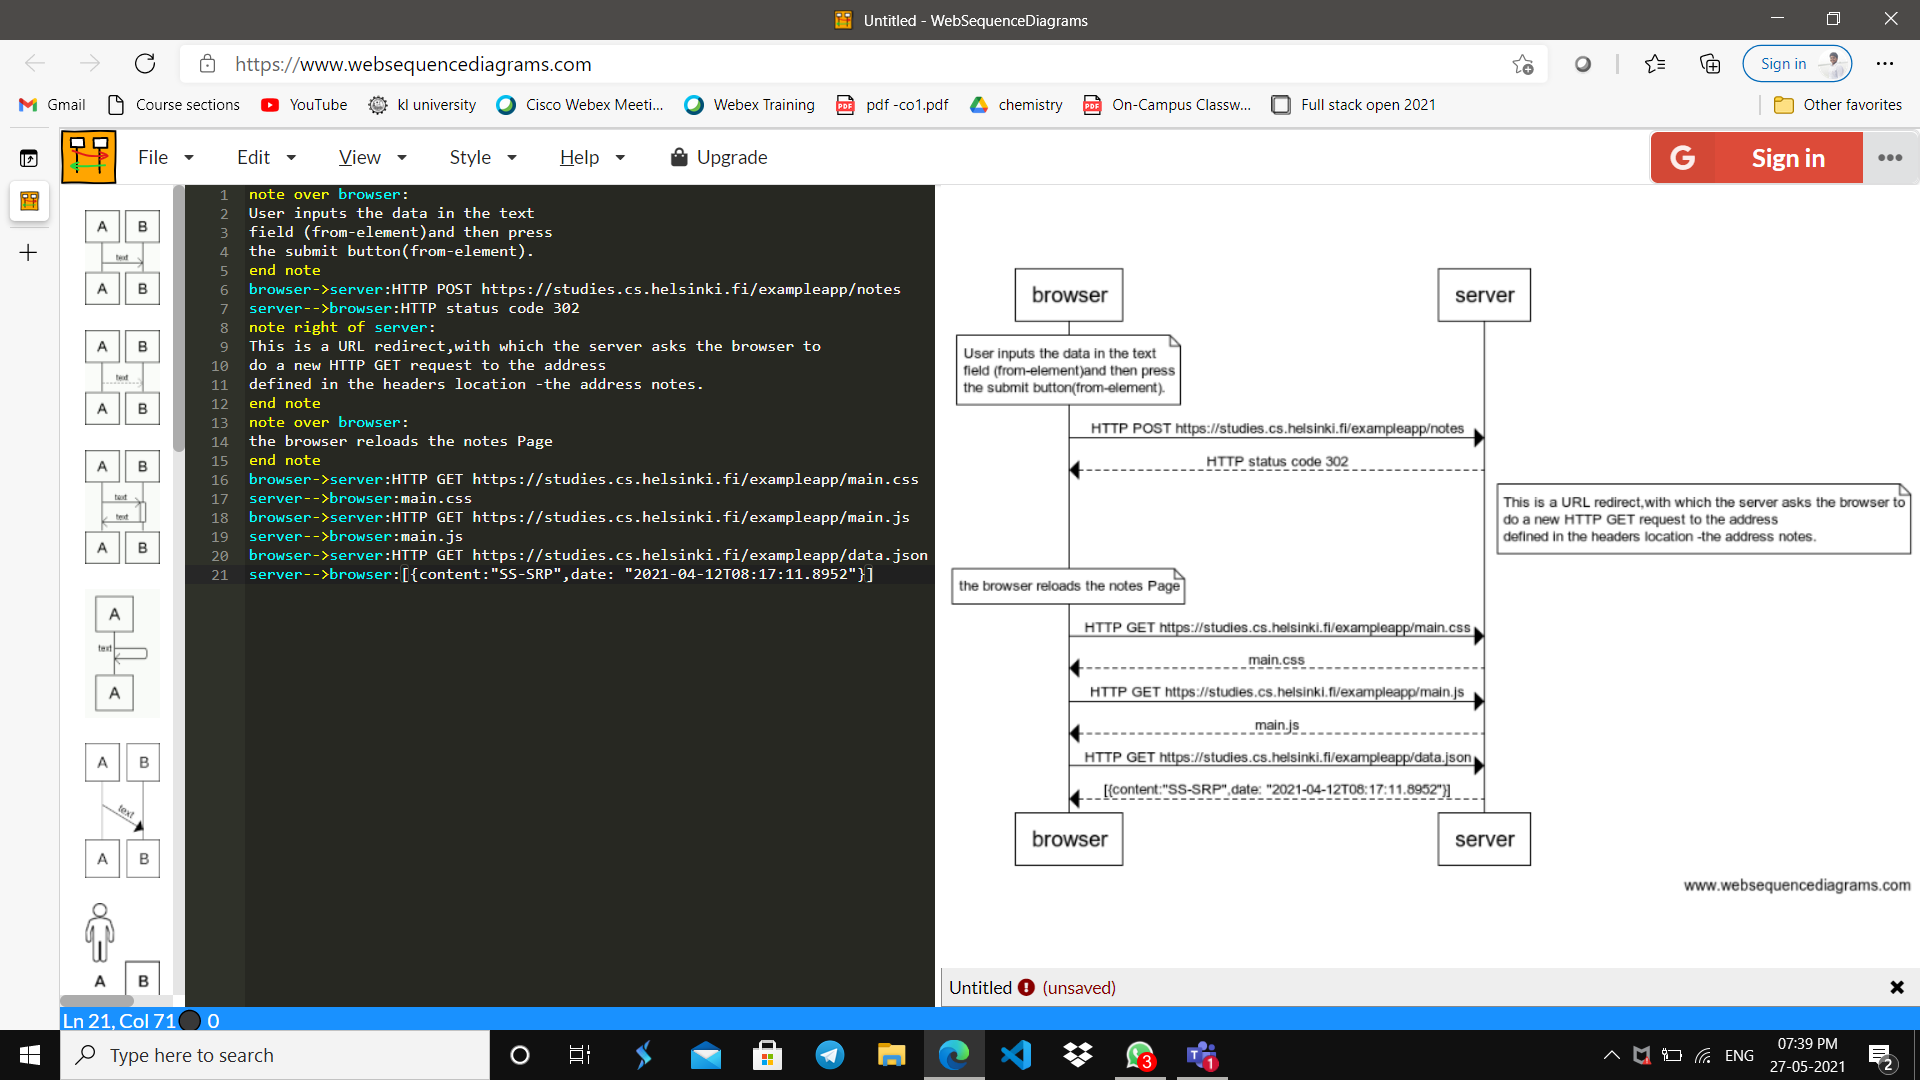 Untitled - WebSequenceDiagrams
https://www.websequencediagrams.com
Sign in
Gmail
Course sections
YouTube
kl university
Cisco Webex Meeti...
Webex Training
pdf -co1.pdf
chemistry
On-Campus Classw...
Full stack open 2021
Other favorites
File
Edit
View
Style
Help
Upgrade
G
Sign in
1 note over browser:
2 User inputs the data in the text
3 field (from-element)and then press
4 the submit button(from-element).
5 end note
6 browser->server:HTTP POST https://studies.cs.helsinki.fi/exampleapp/notes
7 server-->browser:HTTP status code 302
8 note right of server:
9 This is a URL redirect,with which the server asks the browser to
10 do a new HTTP GET request to the address
11 defined in the headers location -the address notes.
12 end note
13 note over browser:
14 the browser reloads the notes Page
15 end note
16 browser->server:HTTP GET https://studies.cs.helsinki.fi/exampleapp/main.css
17 server-->browser:main.css
18 browser->server:HTTP GET https://studies.cs.helsinki.fi/exampleapp/main.js
19 server-->browser:main.js
20 browser->server:HTTP GET https://studies.cs.helsinki.fi/exampleapp/data.json
21 server-->browser:[{content:"SS-SRP",date: "2021-04-12T08:17:11.8952"}]
A B
text
A B
A B
text
A B
A B
text
text
A B
A
text
A
A B
text
A B
A B
browser
server
User inputs the data in the text
field (from-element)and then press
the submit button(from-element).
HTTP POST https://studies.cs.helsinki.fi/exampleapp/notes
HTTP status code 302
This is a URL redirect,with which the server asks the browser to
do a new HTTP GET request to the address
defined in the headers location -the address notes.
the browser reloads the notes Page
HTTP GET https://studies.cs.helsinki.fi/exampleapp/main.css
main.css
HTTP GET https://studies.cs.helsinki.fi/exampleapp/main.js
main.js
HTTP GET https://studies.cs.helsinki.fi/exampleapp/data.json
[{content:"SS-SRP",date: "2021-04-12T08:17:11.8952"}]
browser
server
www.websequencediagrams.com
Untitled (unsaved)
Ln 21, Col 71 0
Type here to search
3
1
ENG
07:39 PM
27-05-2021
2